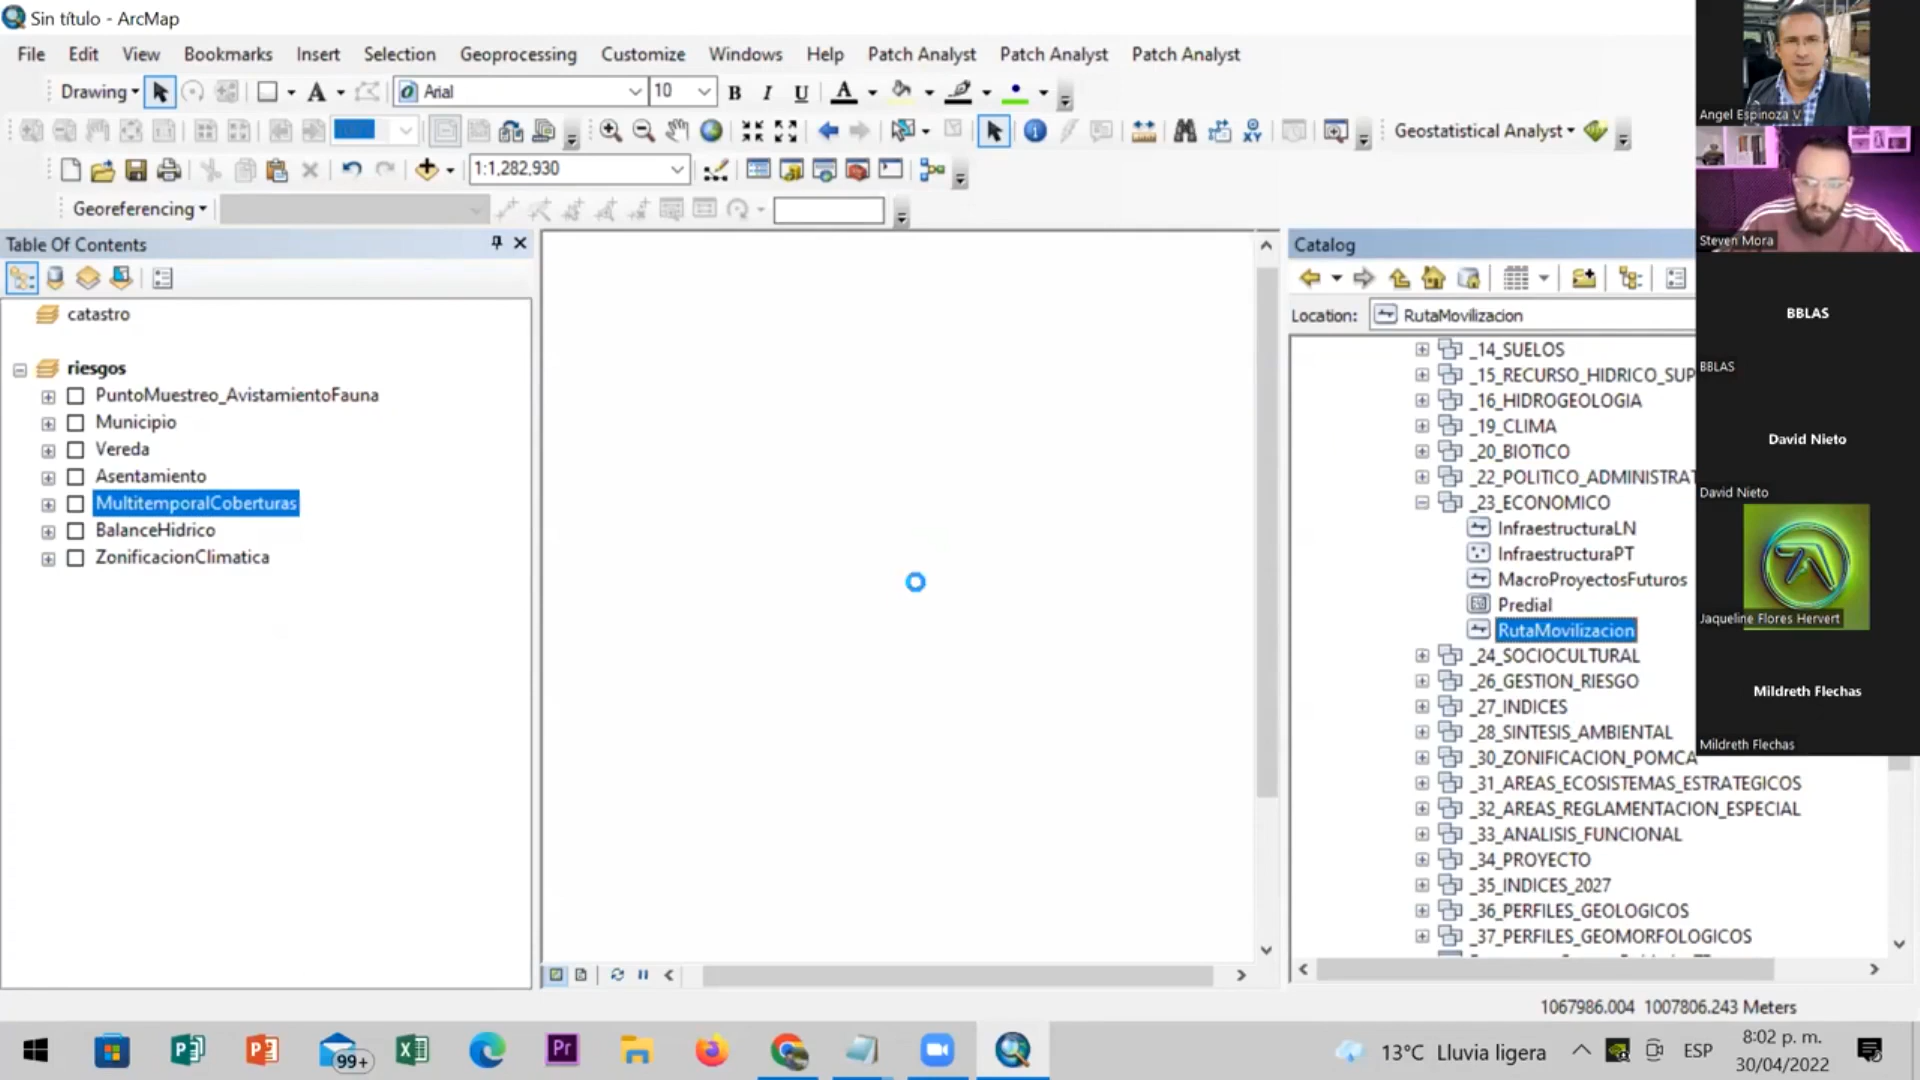 Sin título - ArcMap
File Edit View Bookmarks Insert Selection Geoprocessing Customize Windows Help Patch Analyst Patch Analyst Patch Analyst
Drawing Arial 10 B I U A
Geostatistical Analyst
1:1,282,930
Georeferencing
Table Of Contents
catastro
riesgos
PuntoMuestreo_AvistamientoFauna
Municipio
Vereda
Asentamiento
MultitemporalCoberturas
BalanceHidrico
ZonificacionClimatica
Catalog
Location: RutaMovilizacion
_14_SUELOS
_15_RECURSO_HIDRICO_SUP
_16_HIDROGEOLOGIA
_19_CLIMA
_20_BIOTICO
_22_POLITICO_ADMINISTRAT
_23_ECONOMICO
InfraestructuraLN
InfraestructuraPT
MacroProyectosFuturos
Predial
RutaMovilizacion
_24_SOCIOCULTURAL
_26_GESTION_RIESGO
_27_INDICES
_28_SINTESIS_AMBIENTAL
_30_ZONIFICACION_POMCA
_31_AREAS_ECOSISTEMAS_ESTRATEGICOS
_32_AREAS_REGLAMENTACION_ESPECIAL
_33_ANALISIS_FUNCIONAL
_34_PROYECTO
_35_INDICES_2027
_36_PERFILES_GEOLOGICOS
_37_PERFILES_GEOMORFOLOGICOS
Angel Espinoza V
Steven Mora
BBLAS
BBLAS
David Nieto
David Nieto
Jaqueline Flores Hervert
Mildreth Flechas
Mildreth Flechas
1067986.004 1007806.243 Meters
99+
Pr
13°C Lluvia ligera
ESP
8:02 p. m.
30/04/2022